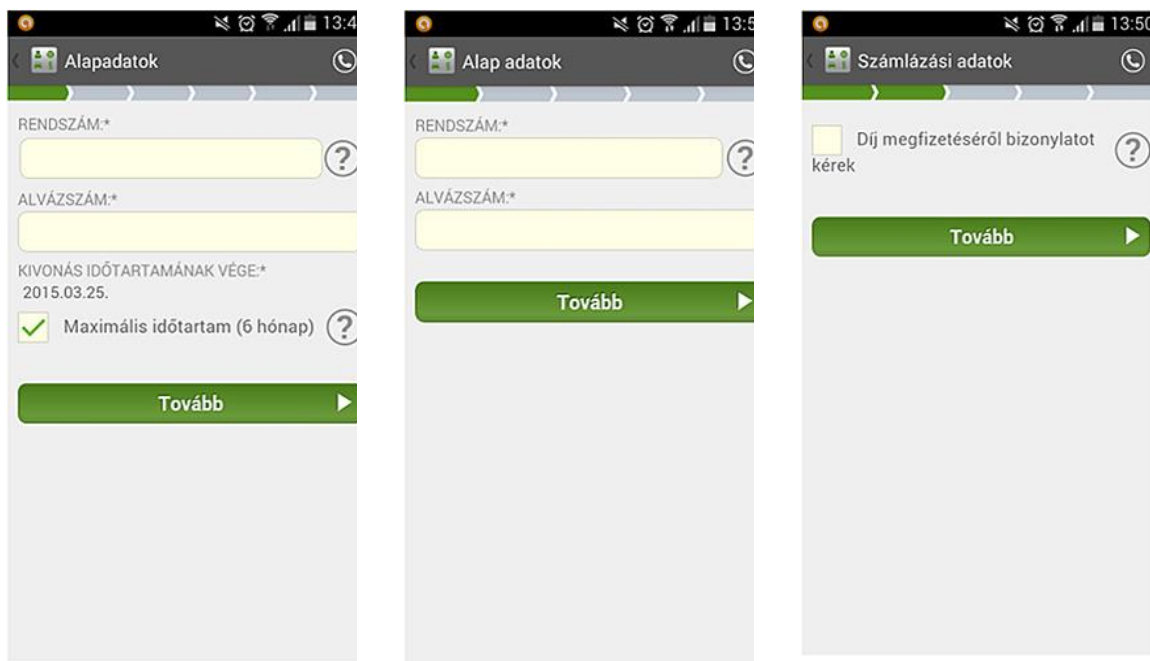 13:4
Alapadatok
RENDSZÁM:*
?
ALVÁZSZÁM:*
KIVONÁS IDŐTARTAMÁNAK VÉGE:*
2015.03.25.
Maximális időtartam (6 hónap) ?
Tovább
13:5
Alap adatok
RENDSZÁM:*
?
ALVÁZSZÁM:*
Tovább
13:50
Számlázási adatok
Díj megfizetéséről bizonylatot ?
kérek
Tovább